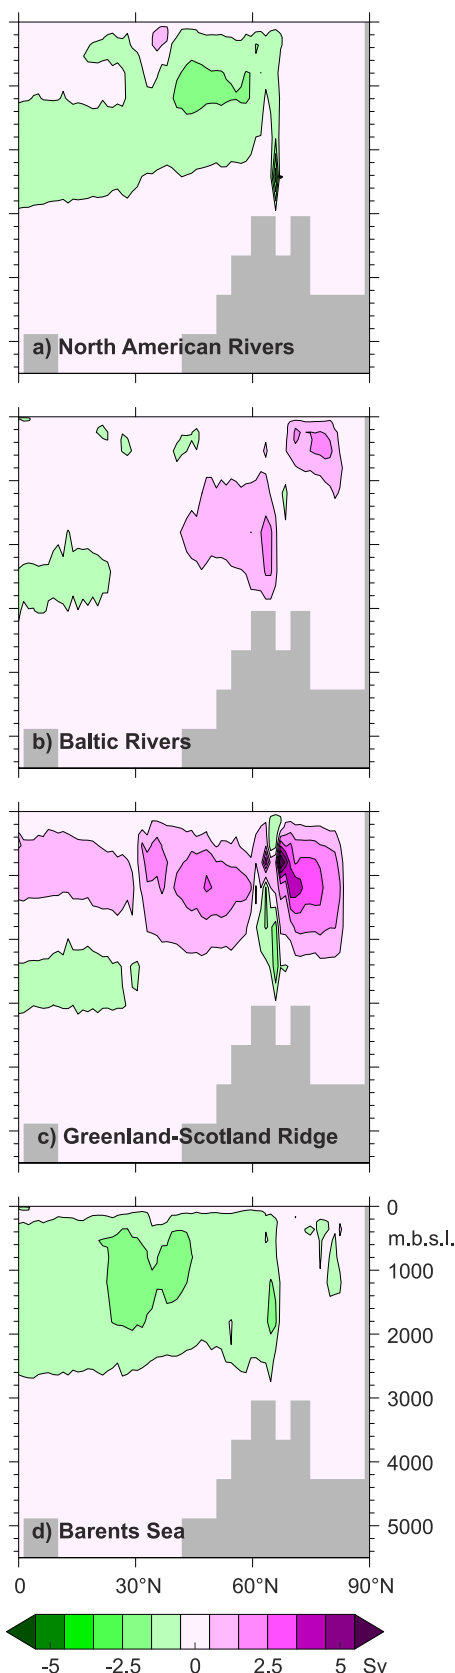 a) North American Rivers
b) Baltic Rivers
c) Greenland-Scotland Ridge
0
m.b.s.l.
1000
2000
3000
4000
5000
d) Barents Sea
0 30°N 60°N 90°N
-5 -2.5 0 2.5 5 Sv